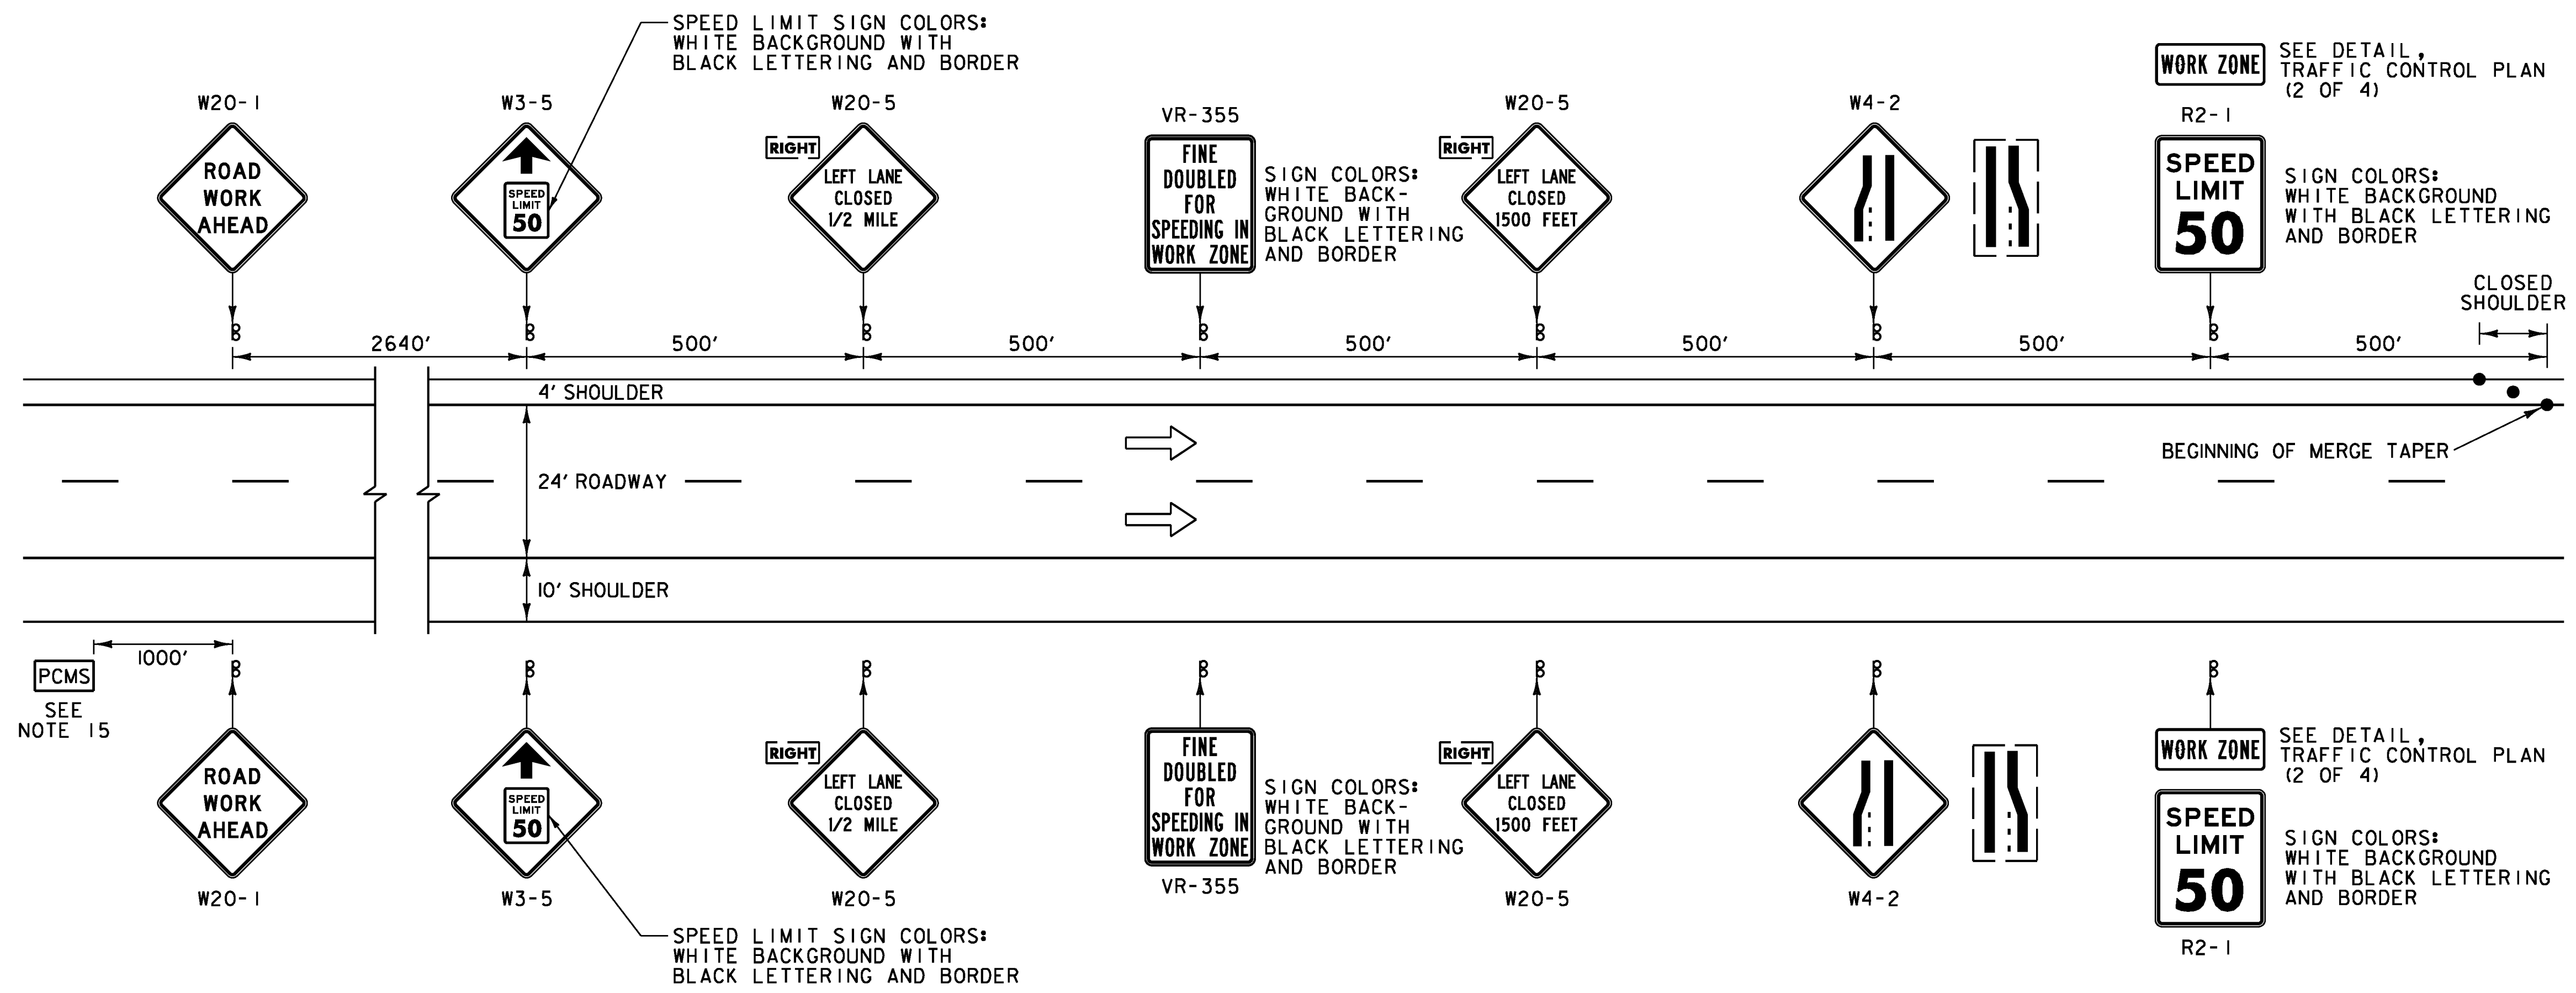 SPEED LIMIT SIGN COLORS:
WHITE BACKGROUND WITH
BLACK LETTERING AND BORDER
WORK ZONE
SEE DETAIL,
TRAFFIC CONTROL PLAN
(2 OF 4)
W20-1
W3-5
W20-5
VR-355
W20-5
W4-2
R2-1
ROAD
WORK
AHEAD
SPEED
LIMIT
50
RIGHT
LEFT LANE
CLOSED
1/2 MILE
FINE
DOUBLED
FOR
SPEEDING IN
WORK ZONE
SIGN COLORS:
WHITE BACK-
GROUND WITH
BLACK LETTERING
AND BORDER
RIGHT
LEFT LANE
CLOSED
1500 FEET
SPEED
LIMIT
50
SIGN COLORS:
WHITE BACKGROUND
WITH BLACK LETTERING
AND BORDER
CLOSED
SHOULDER
2640'
500'
500'
500'
500'
500'
500'
4' SHOULDER
BEGINNING OF MERGE TAPER
24' ROADWAY
10' SHOULDER
1000'
PCMS
SEE
NOTE 15
ROAD
WORK
AHEAD
SPEED
LIMIT
50
RIGHT
LEFT LANE
CLOSED
1/2 MILE
FINE
DOUBLED
FOR
SPEEDING IN
WORK ZONE
SIGN COLORS:
WHITE BACK-
GROUND WITH
BLACK LETTERING
AND BORDER
RIGHT
LEFT LANE
CLOSED
1500 FEET
WORK ZONE
SEE DETAIL,
TRAFFIC CONTROL PLAN
(2 OF 4)
SPEED
LIMIT
50
SIGN COLORS:
WHITE BACKGROUND
WITH BLACK LETTERING
AND BORDER
W20-1
W3-5
W20-5
VR-355
W20-5
W4-2
R2-1
SPEED LIMIT SIGN COLORS:
WHITE BACKGROUND WITH
BLACK LETTERING AND BORDER